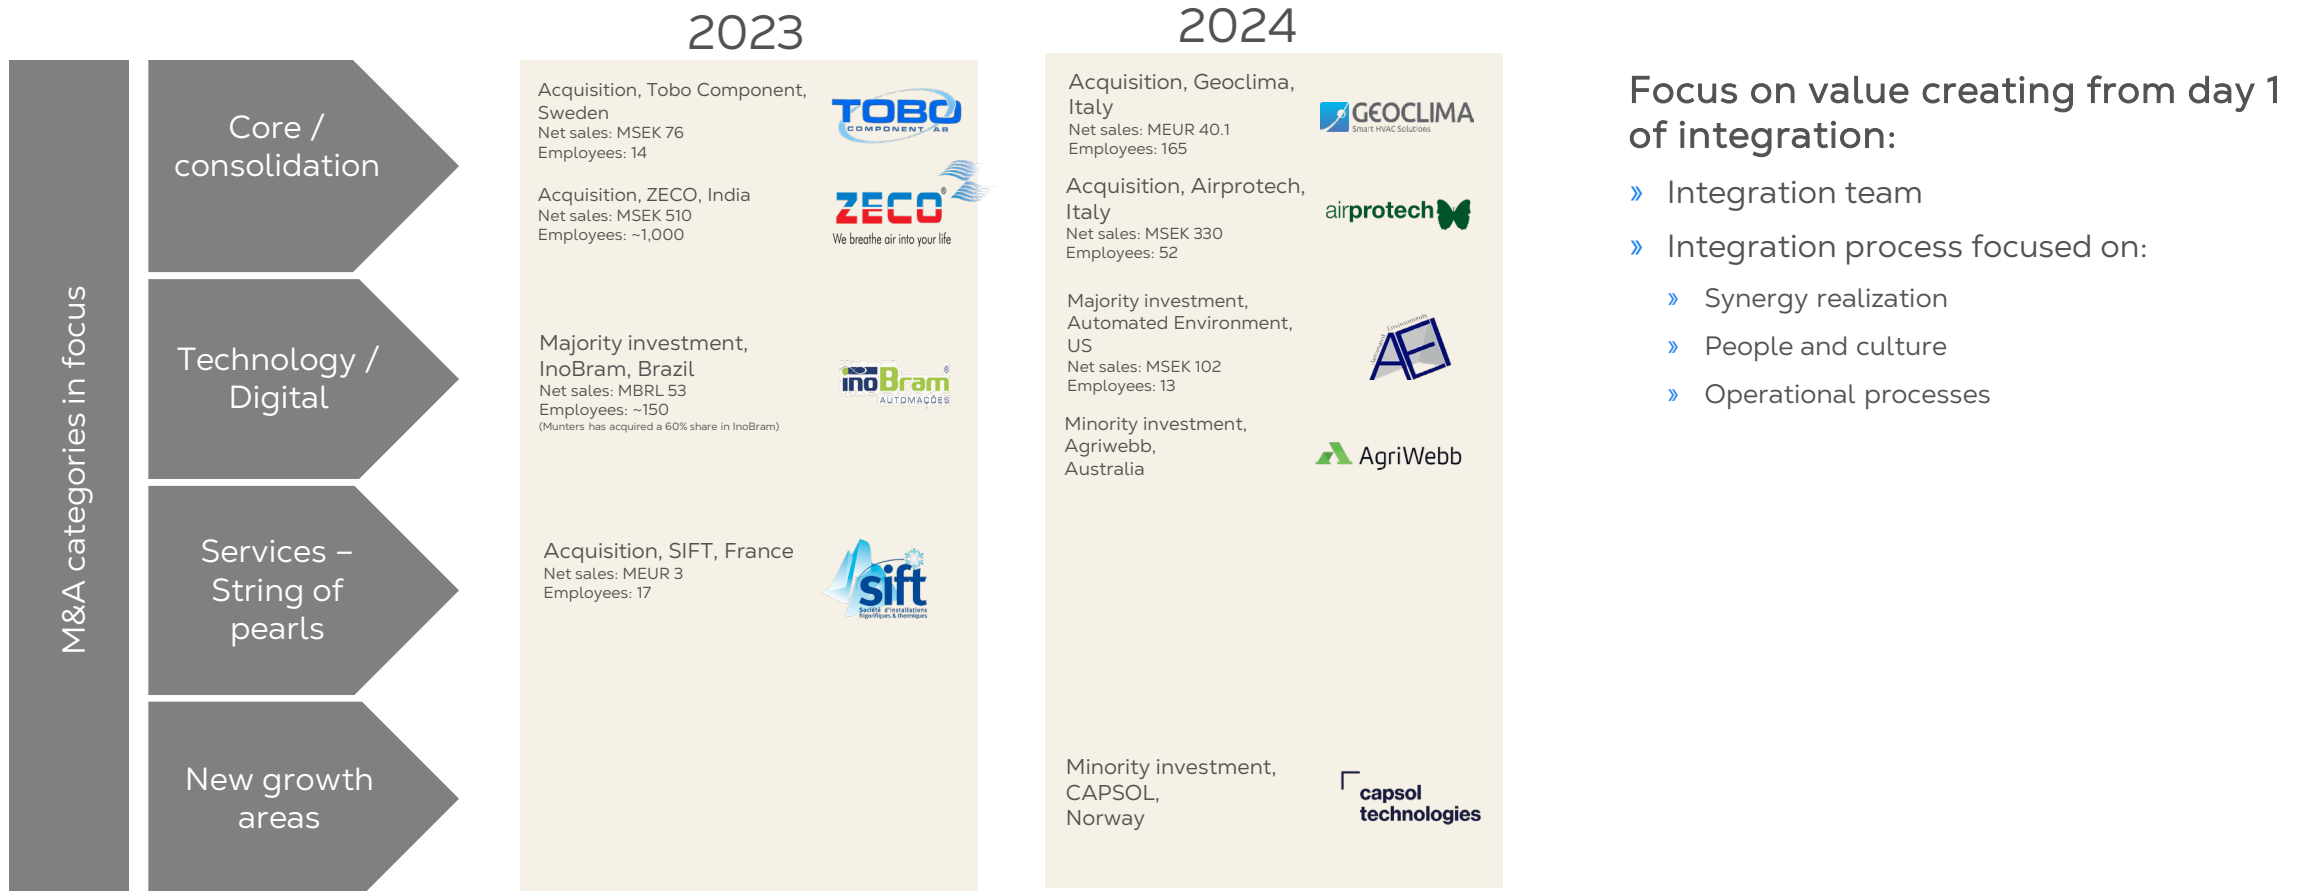 2023
2024
M&A categories in focus
Core /
consolidation
Acquisition, Tobo Component,
Sweden
Net sales: MSEK 76
Employees: 14
TOBO
COMPONENT AB
Acquisition, ZECO, India
Net sales: MSEK 510
Employees: ~1,000
ZECO®
We breathe air into your life
Acquisition, Geoclima,
Italy
Net sales: MEUR 40.1
Employees: 165
GEOCLIMA
Smart HVAC Solutions
Acquisition, Airprotech,
Italy
Net sales: MSEK 330
Employees: 52
airprotech
Technology /
Digital
Majority investment,
InoBram, Brazil
Net sales: MBRL 53
Employees: ~150
(Munters has acquired a 60% share in InoBram)
inoBram®
AUTOMAÇÕES
Majority investment,
Automated Environment,
US
Net sales: MSEK 102
Employees: 13
Automated Environments
AEI
Minority investment,
Agriwebb,
Australia
AgriWebb
Services –
String of
pearls
Acquisition, SIFT, France
Net sales: MEUR 3
Employees: 17
sift
Société d'installations
frigorifiques & thermiques
New growth
areas
Minority investment,
CAPSOL,
Norway
capsol
technologies
Focus on value creating from day 1
of integration:
» Integration team
» Integration process focused on:
» Synergy realization
» People and culture
» Operational processes